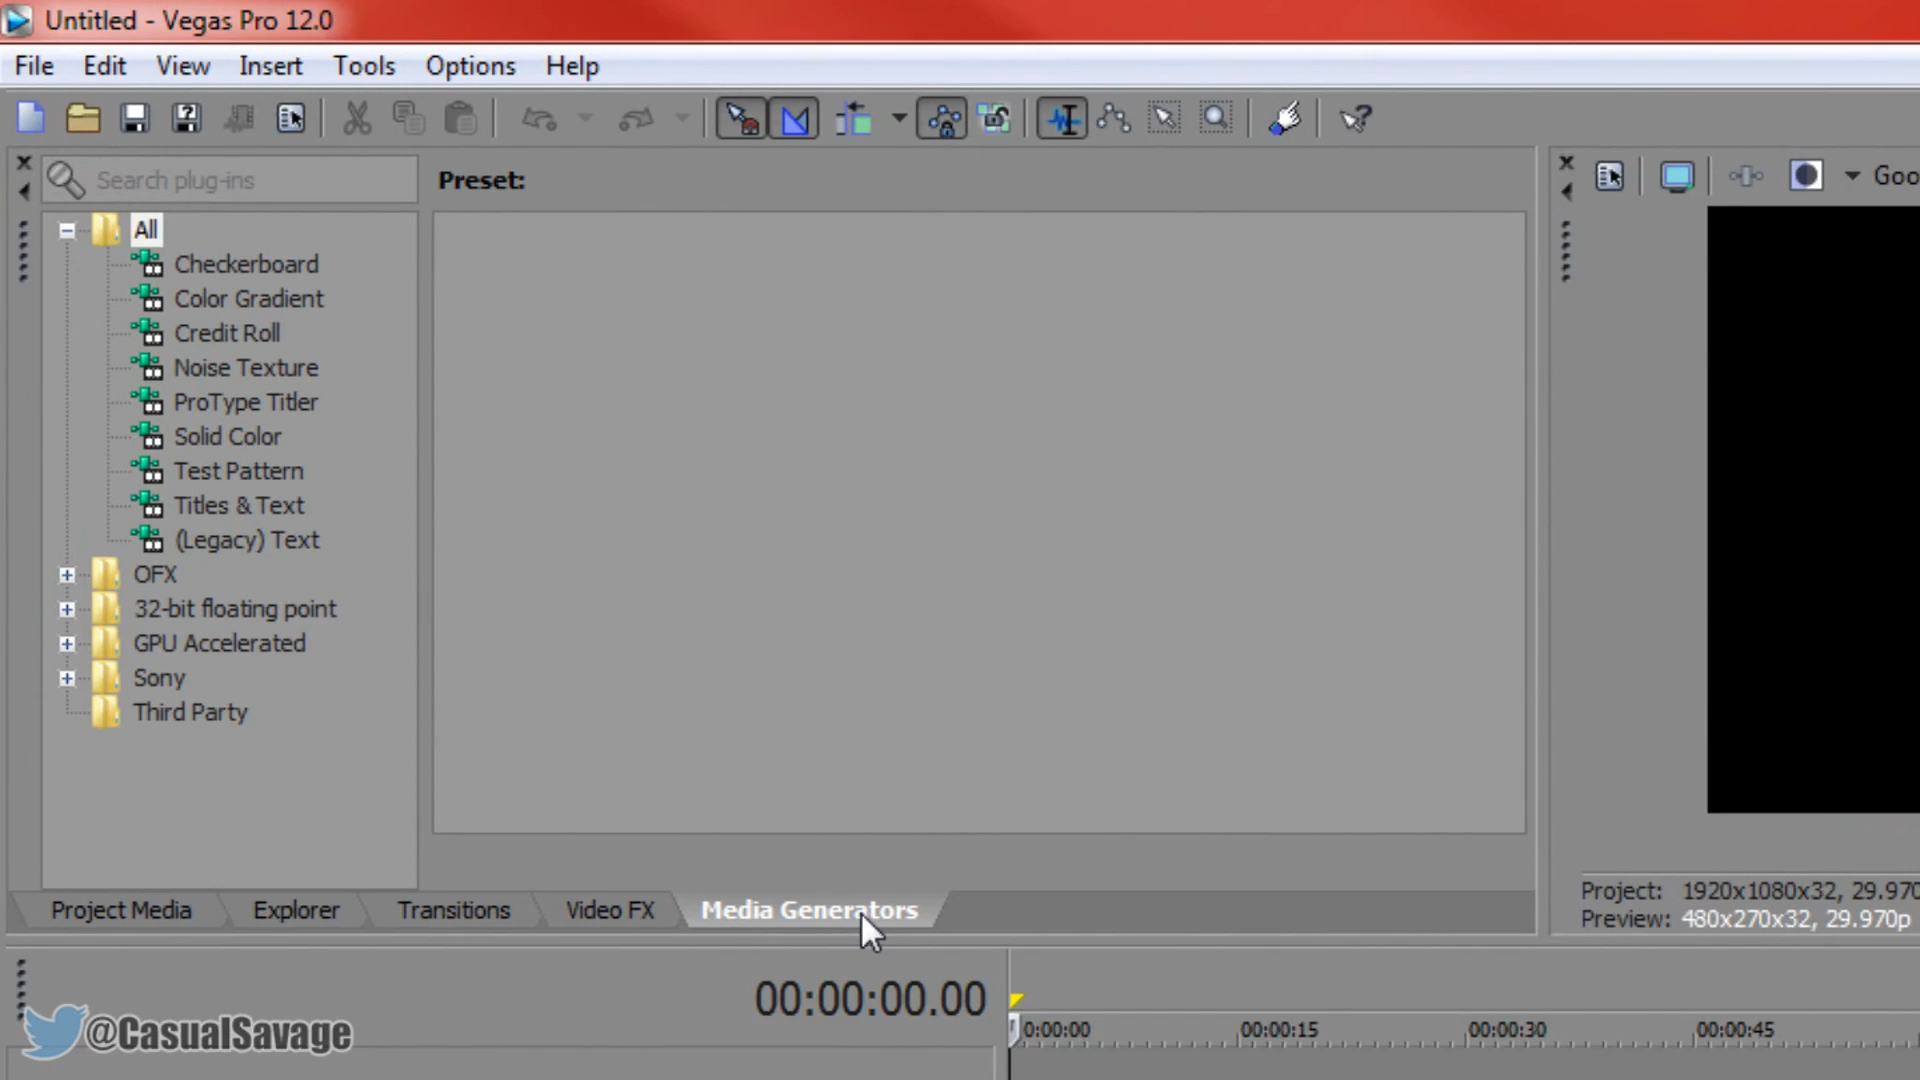 Untitled - Vegas Pro 12.0
File Edit View Insert Tools Options Help
Search plug-ins
Preset:
Goo
All
Checkerboard
Color Gradient
Credit Roll
Noise Texture
ProType Titler
Solid Color
Test Pattern
Titles & Text
(Legacy) Text
OFX
32-bit floating point
GPU Accelerated
Sony
Third Party
Project Media Explorer Transitions Video FX Media Generators
Project: 1920x1080x32, 29.970
Preview: 480x270x32, 29.970p
00:00:00.00
0:00:00 00:00:15 00:00:30 00:00:45
@CasualSavage